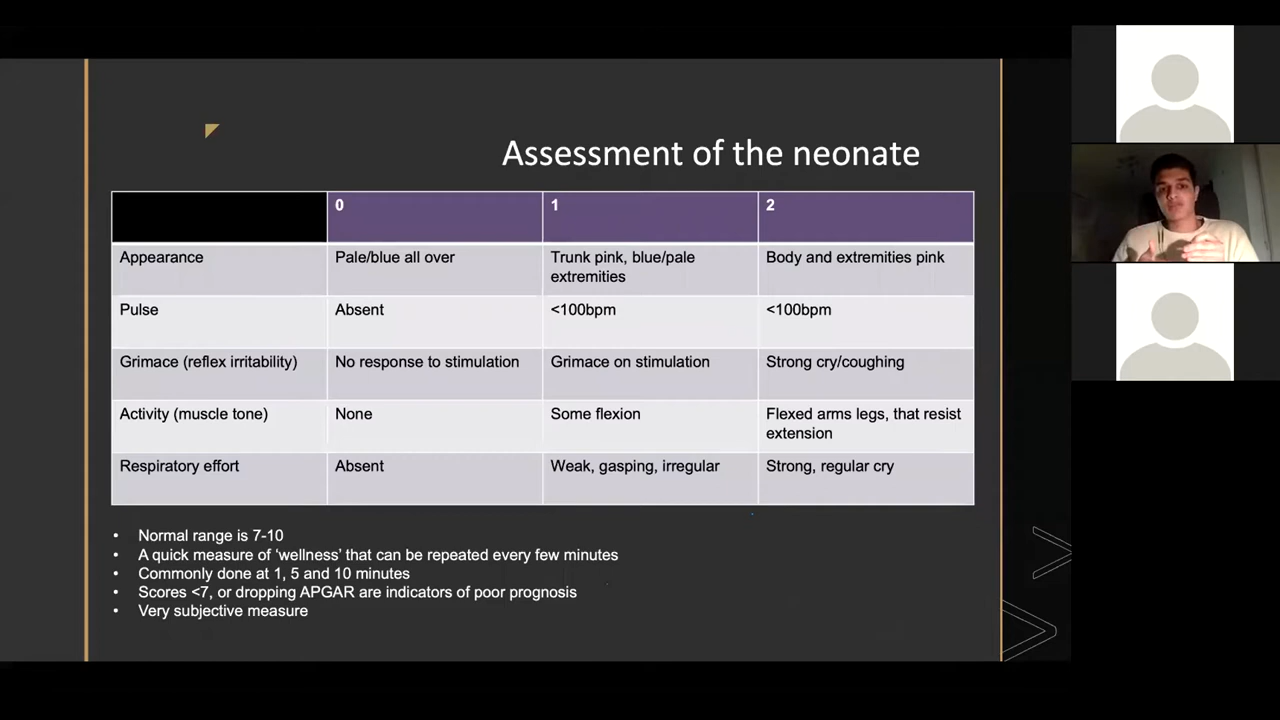 Assessment of the neonate
0 1 2
Appearance Pale/blue all over Trunk pink, blue/pale extremities Body and extremities pink
Pulse Absent <100bpm <100bpm
Grimace (reflex irritability) No response to stimulation Grimace on stimulation Strong cry/coughing
Activity (muscle tone) None Some flexion Flexed arms legs, that resist extension
Respiratory effort Absent Weak, gasping, irregular Strong, regular cry
• Normal range is 7-10
• A quick measure of ‘wellness’ that can be repeated every few minutes
• Commonly done at 1, 5 and 10 minutes
• Scores <7, or dropping APGAR are indicators of poor prognosis
• Very subjective measure